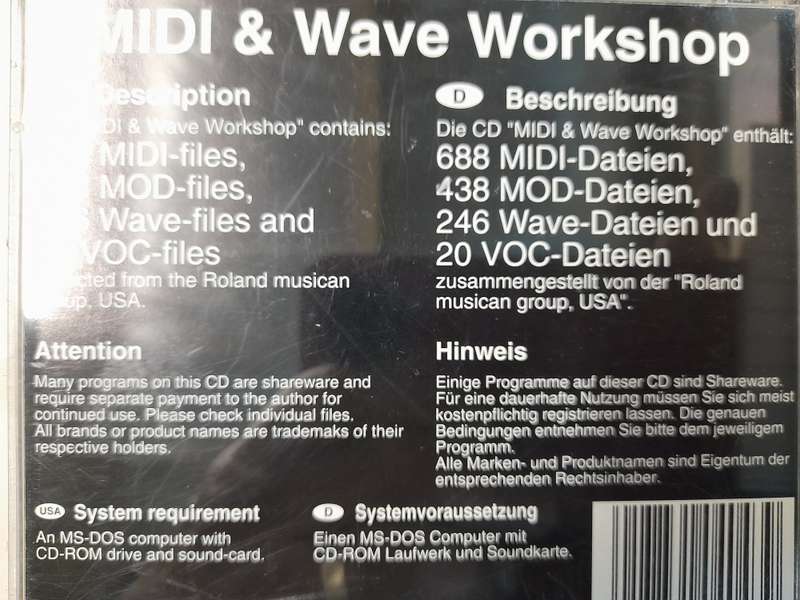 MIDI & Wave Workshop
Description
"MIDI & Wave Workshop" contains:
MIDI-files,
MOD-files,
Wave-files and
VOC-files
from the Roland musican
group, USA.
Attention
Many programs on this CD are shareware and
require separate payment to the author for
continued use. Please check individual files.
All brands or product names are trademaks of their
respective holders.
USA System requirement
An MS-DOS computer with
CD-ROM drive and sound-card.
D Beschreibung
Die CD "MIDI & Wave Workshop" enthält:
688 MIDI-Dateien,
438 MOD-Dateien,
246 Wave-Dateien und
20 VOC-Dateien
zusammengestellt von der "Roland
musican group, USA".
Hinweis
Einige Programme auf dieser CD sind Shareware.
Für eine dauerhafte Nutzung müssen Sie sich meist
kostenpflichtig registrieren lassen. Die genauen
Bedingungen entnehmen Sie bitte dem jeweiligem
Programm.
Alle Marken- und Produktnamen sind Eigentum der
entsprechenden Rechtsinhaber.
D Systemvoraussetzung
Einen MS-DOS Computer mit
CD-ROM Laufwerk und Soundkarte.